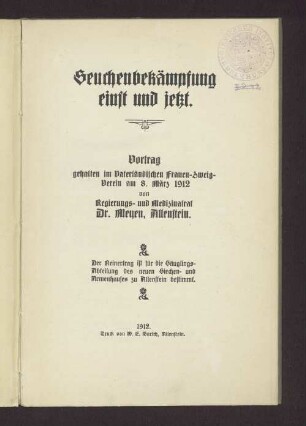 Seuchenbekämpfung
einst und jetzt.
Vortrag
gehalten im Vaterländischen Frauen-Zweig-
Verein am 8. März 1912
von
Regierungs- und Medizinalrat
Dr. Meyen, Allenstein.
Der Reinertrag ist für die Säuglings-
Abteilung des neuen Siechen- und
Armenhauses zu Allenstein bestimmt.
1912.
Druck von W. E. Harich, Allenstein.